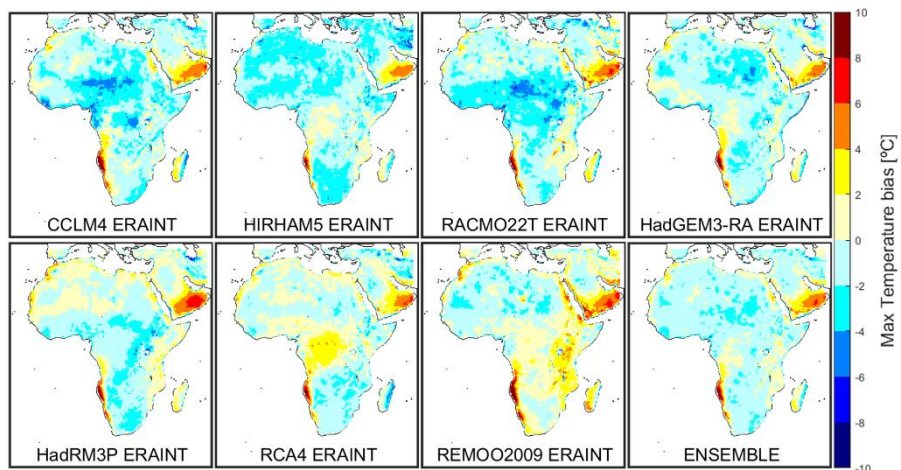 CCLM4 ERAINT
HIRHAM5 ERAINT
RACMO22T ERAINT
HadGEM3-RA ERAINT
HadRM3P ERAINT
RCA4 ERAINT
REMOO2009 ERAINT
ENSEMBLE
10
8
6
4
2
0
-2
-4
-6
-8
-10
Max Temperature bias [ºC]